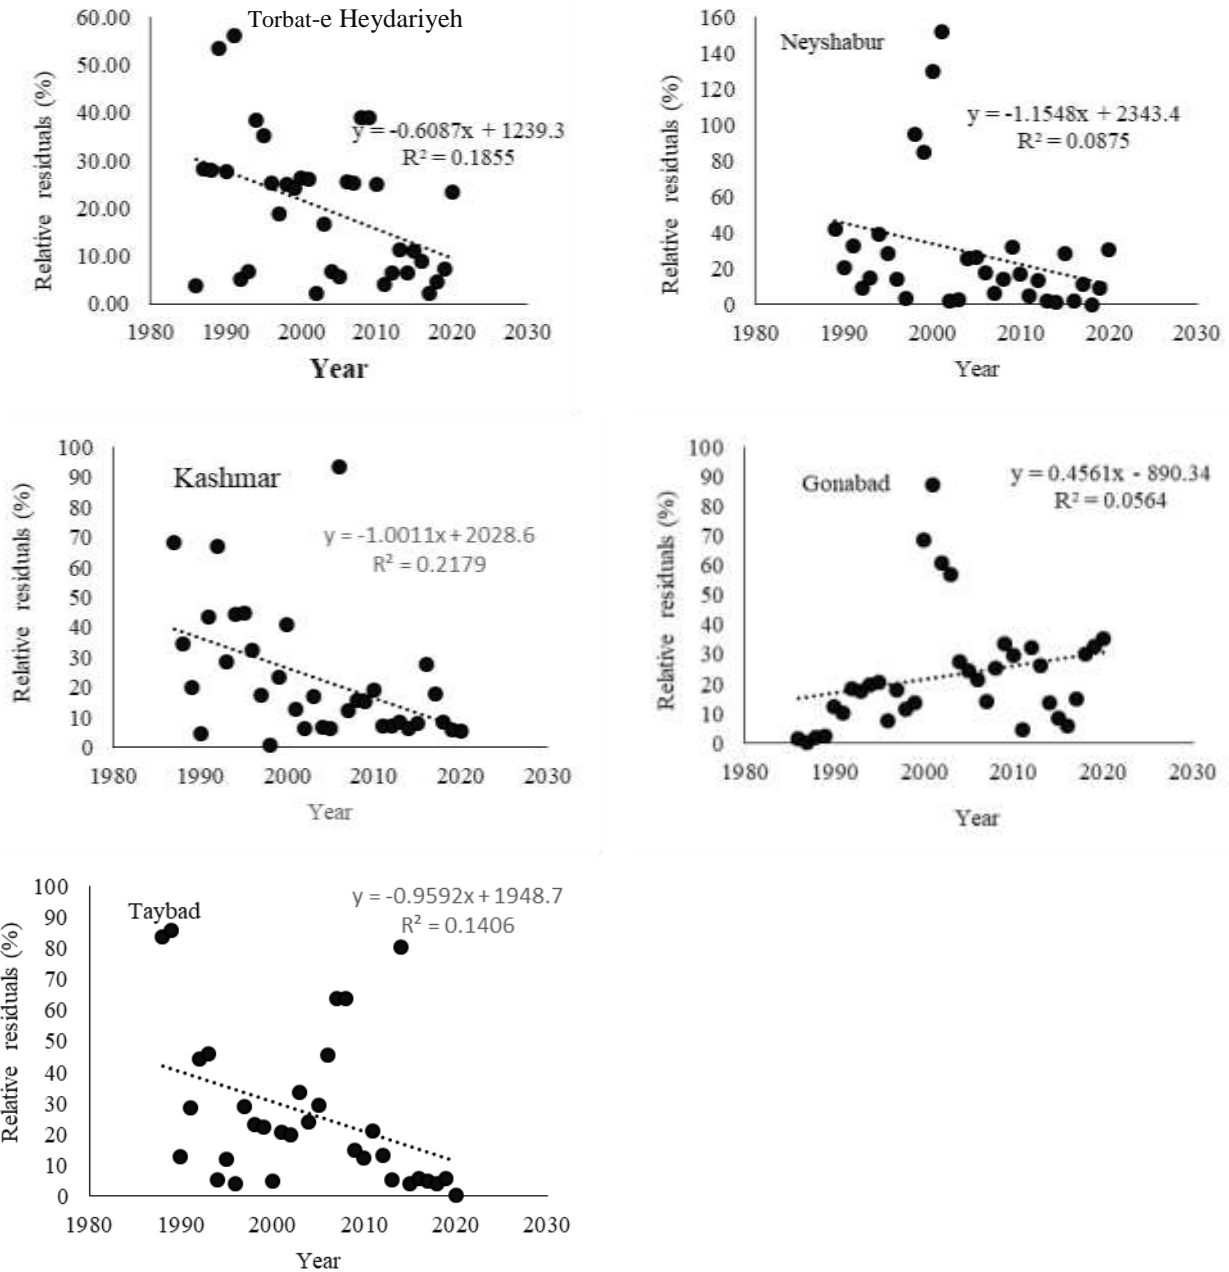 Torbat-e Heydariyeh
Relative residuals (%)
60.00
50.00
40.00
30.00
20.00
10.00
0.00
y = -0.6087x + 1239.3
R² = 0.1855
1980 1990 2000 2010 2020 2030
Year
Neyshabur
Relative residuals (%)
160
140
120
100
80
60
40
20
0
y = -1.1548x + 2343.4
R² = 0.0875
1980 1990 2000 2010 2020 2030
Year
Kashmar
Relative residuals (%)
100
90
80
70
60
50
40
30
20
10
0
y = -1.0011x + 2028.6
R² = 0.2179
1980 1990 2000 2010 2020 2030
Year
Gonabad
Relative residuals (%)
100
90
80
70
60
50
40
30
20
10
0
y = 0.4561x - 890.34
R² = 0.0564
1980 1990 2000 2010 2020 2030
Year
Taybad
Relative residuals (%)
100
90
80
70
60
50
40
30
20
10
0
y = -0.9592x + 1948.7
R² = 0.1406
1980 1990 2000 2010 2020 2030
Year